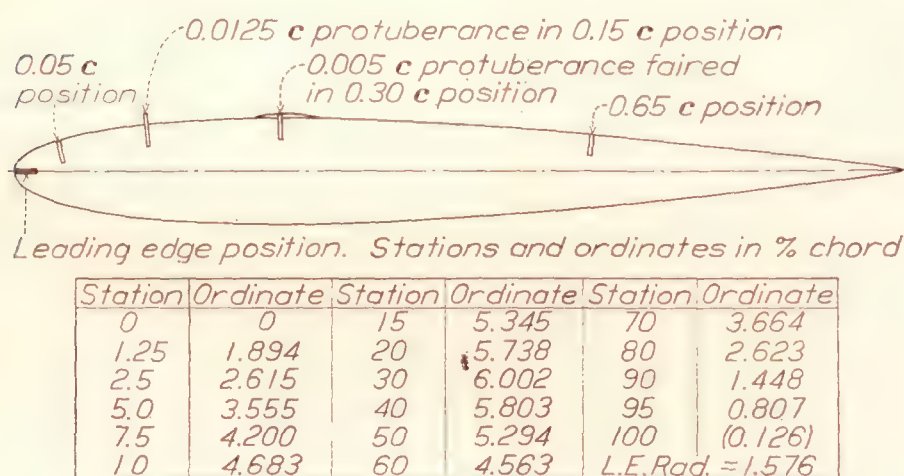 0.0125 c protuberance in 0.15 c position
0.05 c position
0.005 c protuberance faired
in 0.30 c position
0.65 c position
Leading edge position. Stations and ordinates in % chord
Station Ordinate Station Ordinate Station Ordinate
0 0 15 5.345 70 3.664
1.25 1.894 20 5.738 80 2.623
2.5 2.615 30 6.002 90 1.448
5.0 3.555 40 5.803 95 0.807
7.5 4.200 50 5.294 100 (0.126)
10 4.683 60 4.563 L.E. Rad. = 1.576